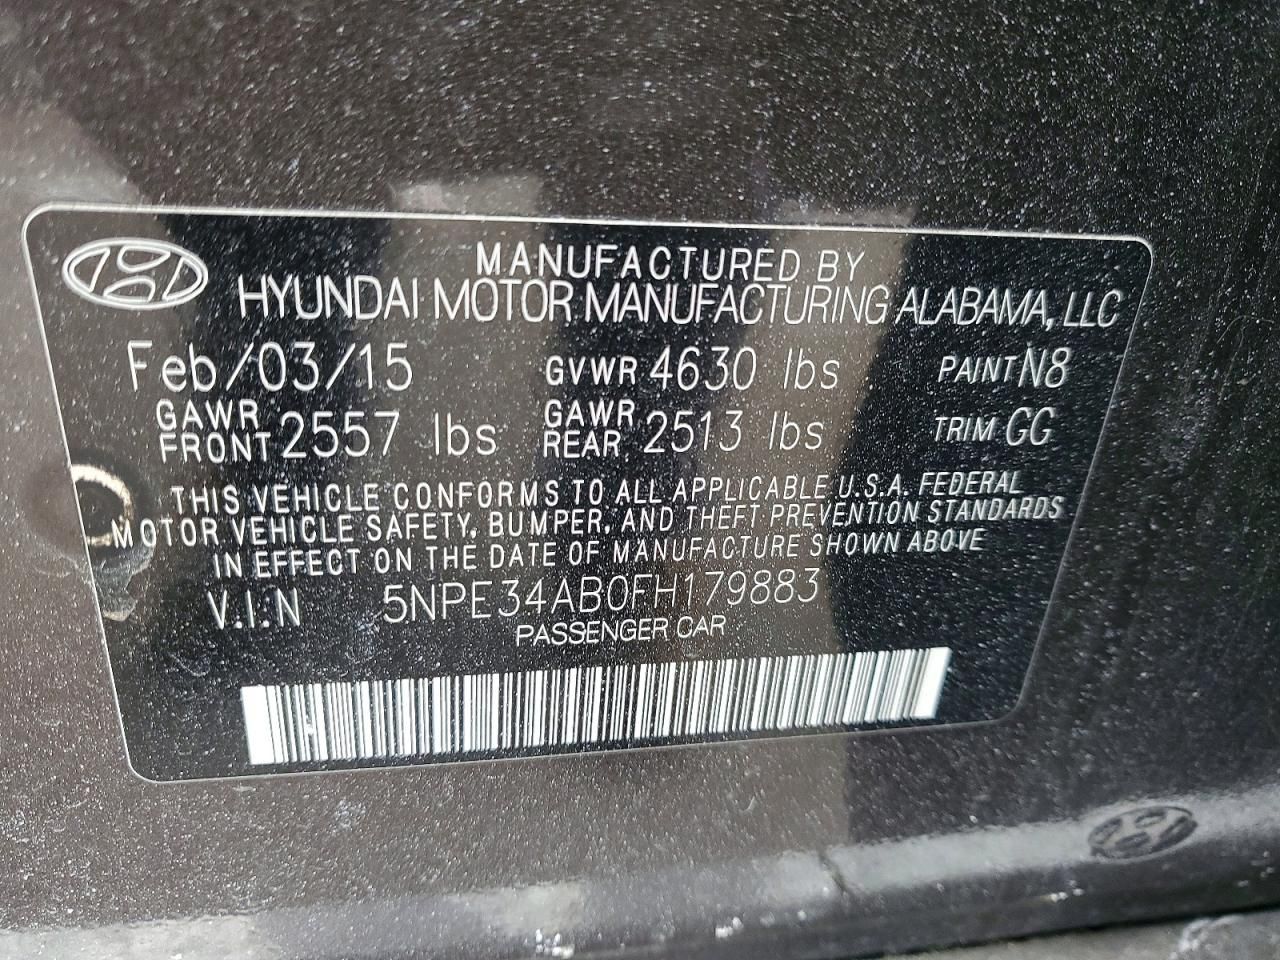 MANUFACTURED BY
HYUNDAI MOTOR MANUFACTURING ALABAMA, LLC
Feb/03/15 GVWR 4630 lbs PAINT N8
GAWR FRONT 2557 lbs GAWR REAR 2513 lbs TRIM GG
THIS VEHICLE CONFORMS TO ALL APPLICABLE U.S.A. FEDERAL
MOTOR VEHICLE SAFETY, BUMPER, AND THEFT PREVENTION STANDARDS
IN EFFECT ON THE DATE OF MANUFACTURE SHOWN ABOVE
V.I.N 5NPE34AB0FH179883
PASSENGER CAR